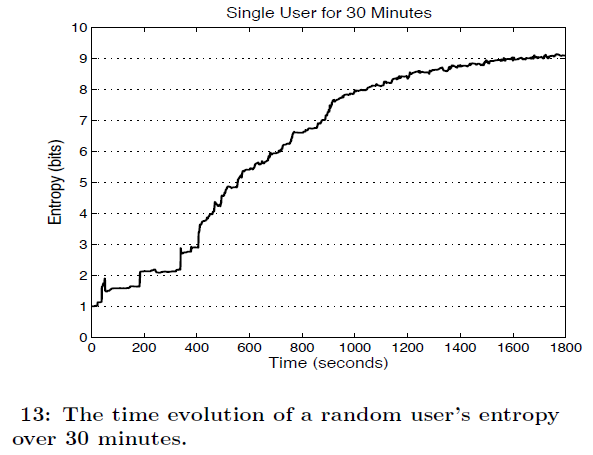 Single User for 30 Minutes
10
9
8
7
6
5
4
3
2
1
0
Entropy (bits)
0 200 400 600 800 1000 1200 1400 1600 1800
Time (seconds)
13: The time evolution of a random user's entropy
over 30 minutes.